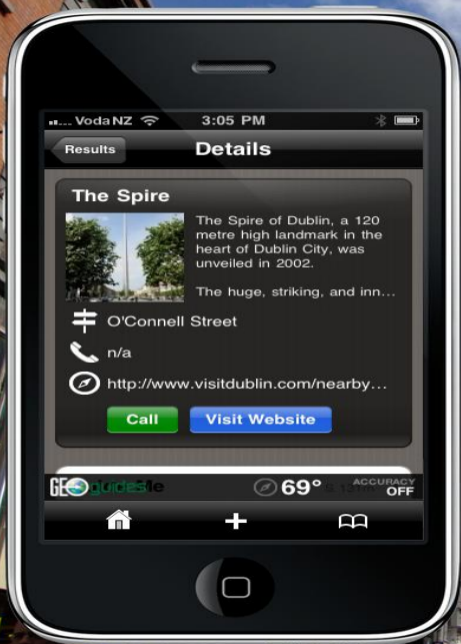 VodaNZ 3:05 PM
Results Details
The Spire
The Spire of Dublin, a 120
metre high landmark in the
heart of Dublin City, was
unveiled in 2002.
The huge, striking, and inn...
O'Connell Street
n/a
http://www.visitdublin.com/nearby...
Call Visit Website
GEOguides 69° ACCURACY
OFF